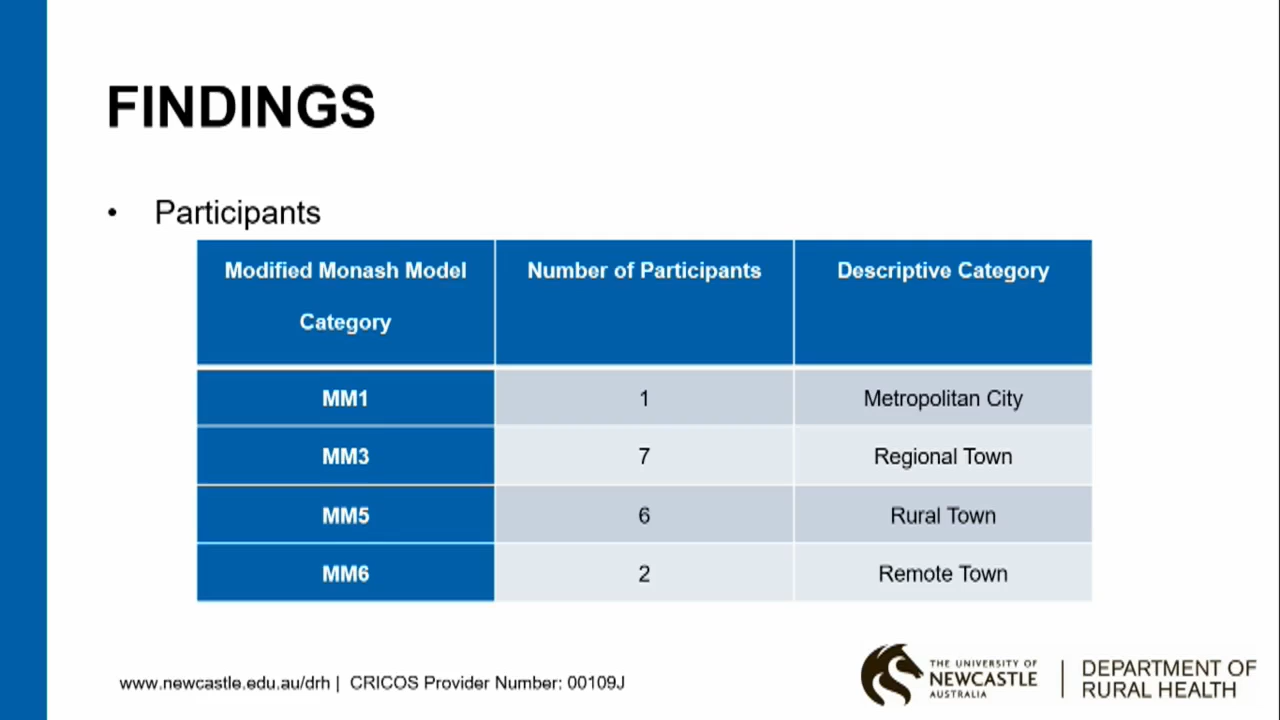 FINDINGS
• Participants
Modified Monash Model
Category
Number of Participants
Descriptive Category
MM1 1 Metropolitan City
MM3 7 Regional Town
MM5 6 Rural Town
MM6 2 Remote Town
www.newcastle.edu.au/drh | CRICOS Provider Number: 00109J
THE UNIVERSITY OF
NEWCASTLE
AUSTRALIA
DEPARTMENT OF
RURAL HEALTH